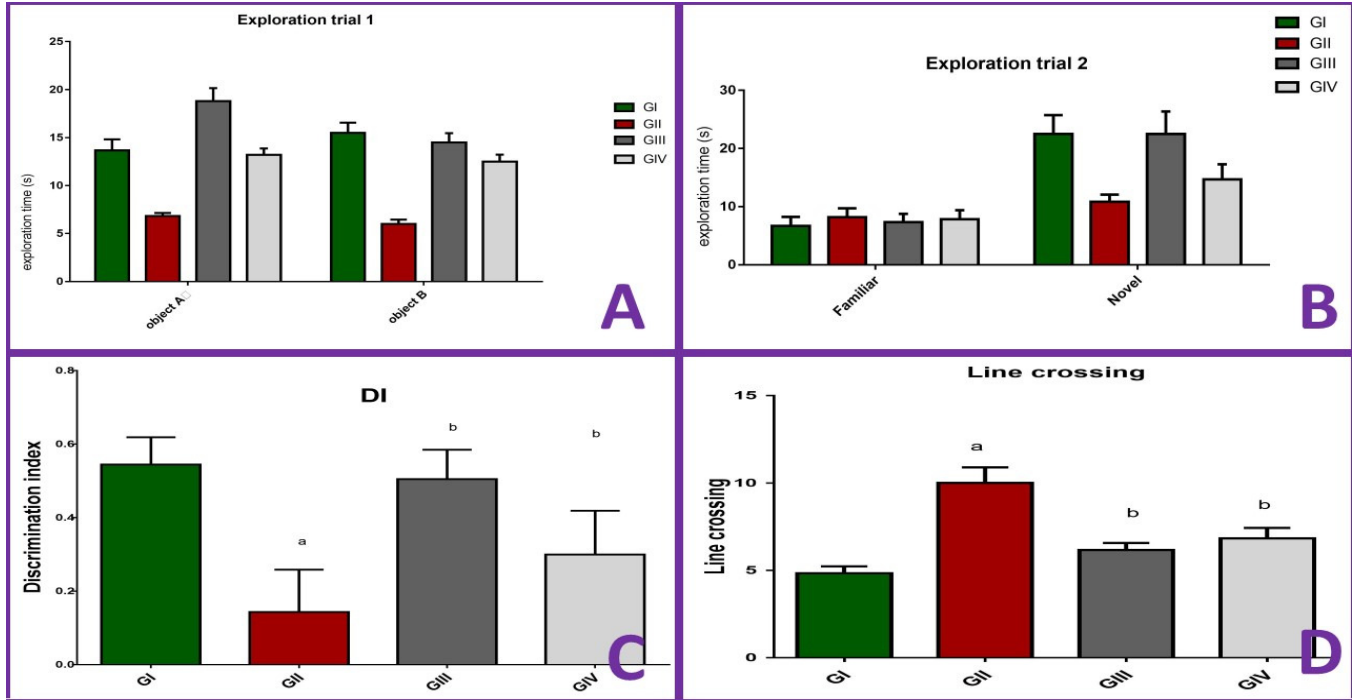 Exploration trial 1
25
20
15
10
5
0
exploration time (s)
object A□
object B
GI
GII
GIII
GIV
A
Exploration trial 2
30
20
10
0
exploration time (s)
Familiar
Novel
GI
GII
GIII
GIV
B
DI
0.8
0.6
0.4
0.2
0.0
Discrimination index
a
b
b
GI
GII
GIII
GIV
C
Line crossing
15
10
5
0
Line crossing
a
b
b
GI
GII
GIII
GIV
D